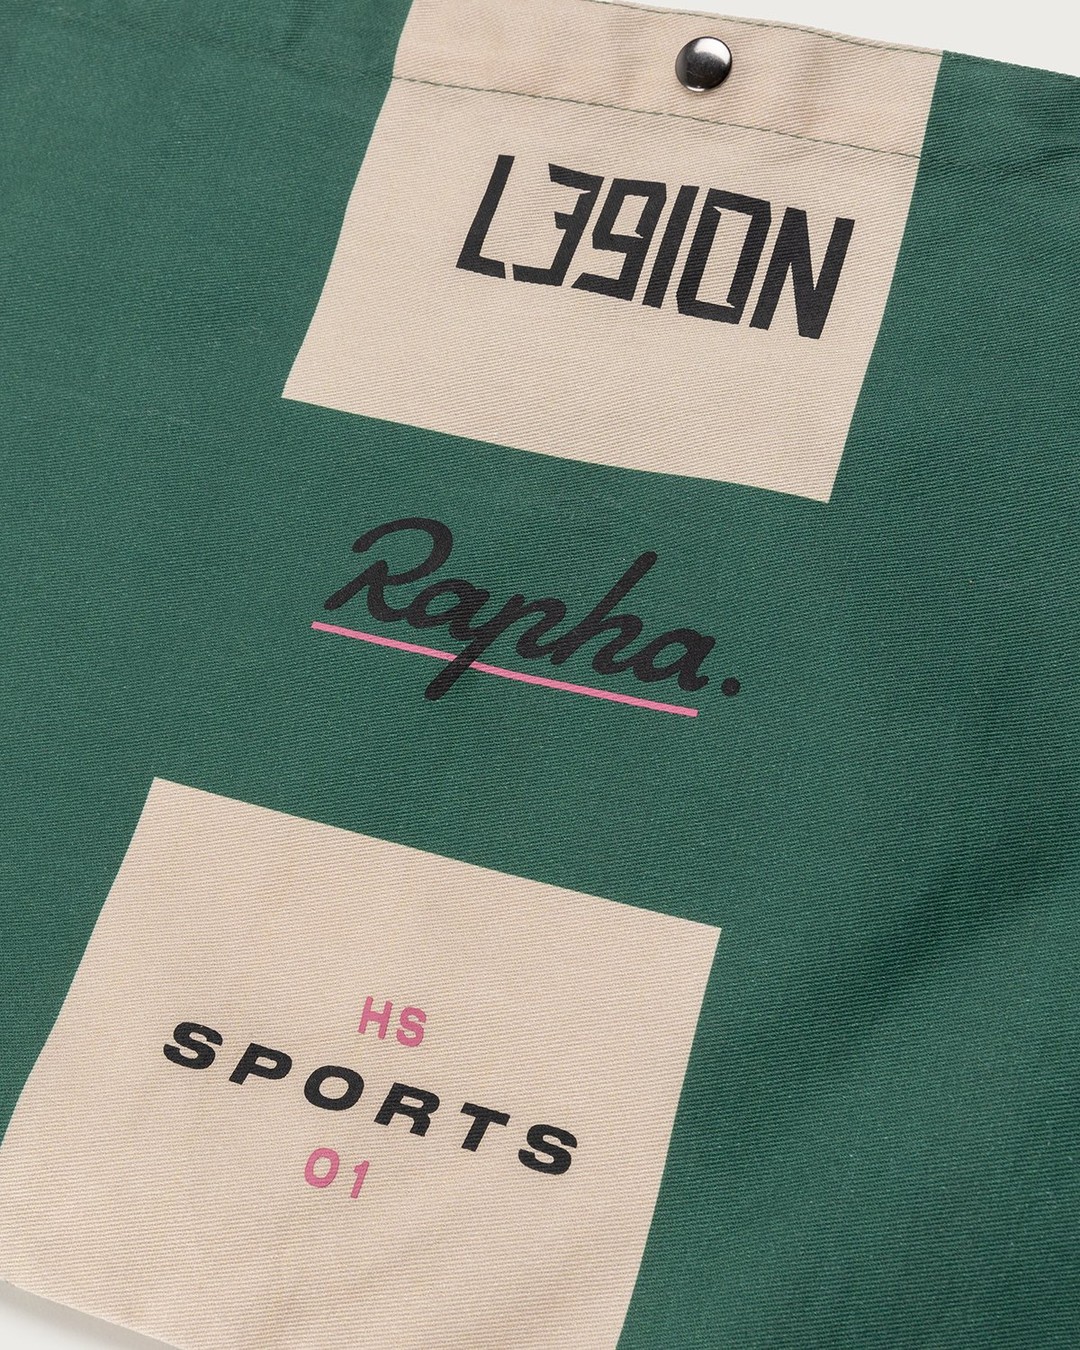 L39ION
Rapha.
HS
SPORTS
01